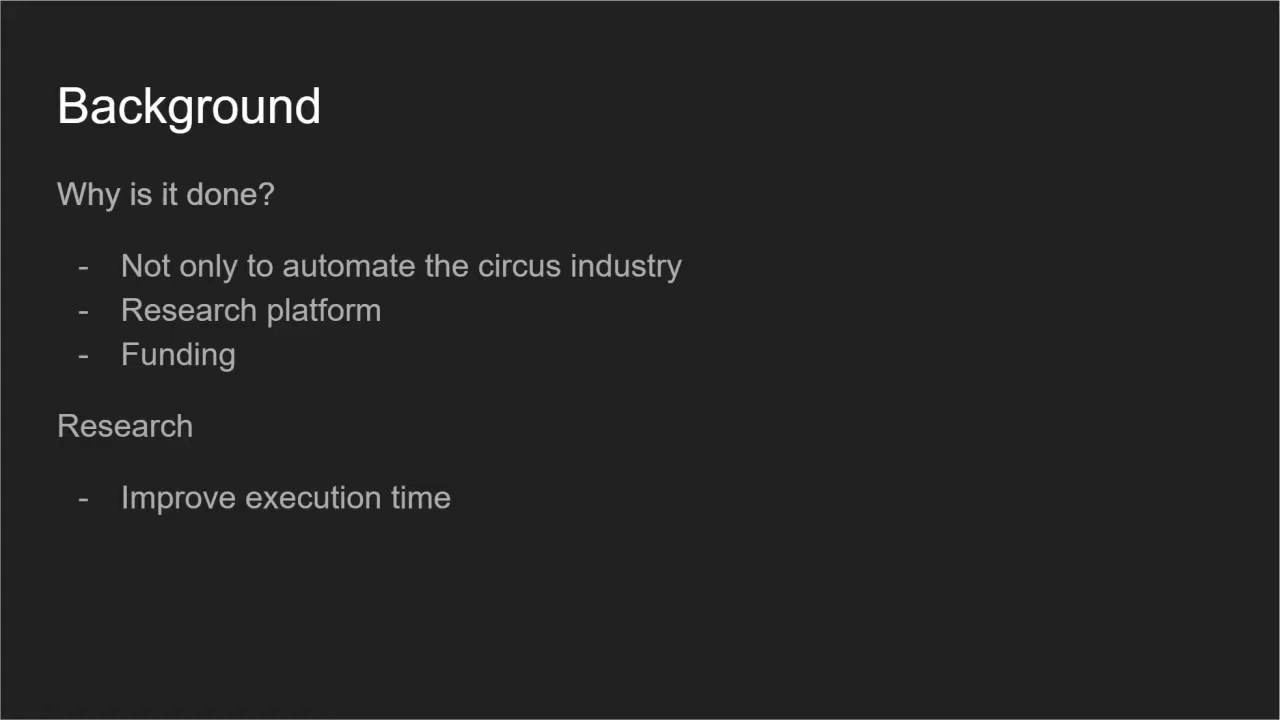 Background
Why is it done?
- Not only to automate the circus industry
- Research platform
- Funding
Research
- Improve execution time